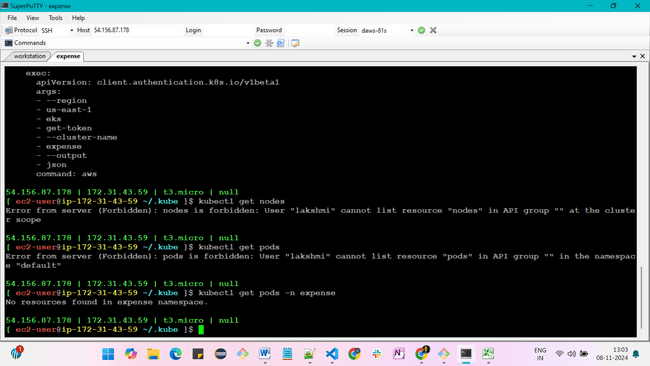 SuperPuTTY - expense
File View Tools Help
Protocol SSH Host 54.156.87.178 Login Password Session daws-81s
Commands
workstation expense
exec:
apiVersion: client.authentication.k8s.io/v1beta1
args:
- --region
- us-east-1
- eks
- get-token
- --cluster-name
- expense
- --output
- json
command: aws
54.156.87.178 | 172.31.43.59 | t3.micro | null
[ ec2-user@ip-172-31-43-59 ~/.kube ]$ kubectl get nodes
Error from server (Forbidden): nodes is forbidden: User "lakshmi" cannot list resource "nodes" in API group "" at the cluste
r scope
54.156.87.178 | 172.31.43.59 | t3.micro | null
[ ec2-user@ip-172-31-43-59 ~/.kube ]$ kubectl get pods
Error from server (Forbidden): pods is forbidden: User "lakshmi" cannot list resource "pods" in API group "" in the namespac
e "default"
54.156.87.178 | 172.31.43.59 | t3.micro | null
[ ec2-user@ip-172-31-43-59 ~/.kube ]$ kubectl get pods -n expense
No resources found in expense namespace.
54.156.87.178 | 172.31.43.59 | t3.micro | null
[ ec2-user@ip-172-31-43-59 ~/.kube ]$
ENG 13:03
IN 08-11-2024